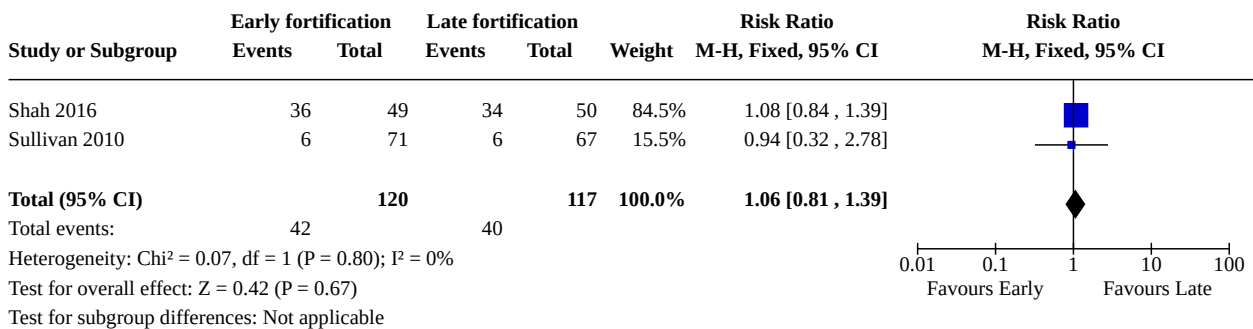 Early fortification Late fortification Risk Ratio Risk Ratio
Study or Subgroup Events Total Events Total Weight M-H, Fixed, 95% CI M-H, Fixed, 95% CI
Shah 2016 36 49 34 50 84.5% 1.08 [0.84 , 1.39]
Sullivan 2010 6 71 6 67 15.5% 0.94 [0.32 , 2.78]
Total (95% CI) 120 117 100.0% 1.06 [0.81 , 1.39]
Total events: 42 40
Heterogeneity: Chi² = 0.07, df = 1 (P = 0.80); I² = 0%
0.01 0.1 1 10 100
Test for overall effect: Z = 0.42 (P = 0.67)
Favours Early Favours Late
Test for subgroup differences: Not applicable